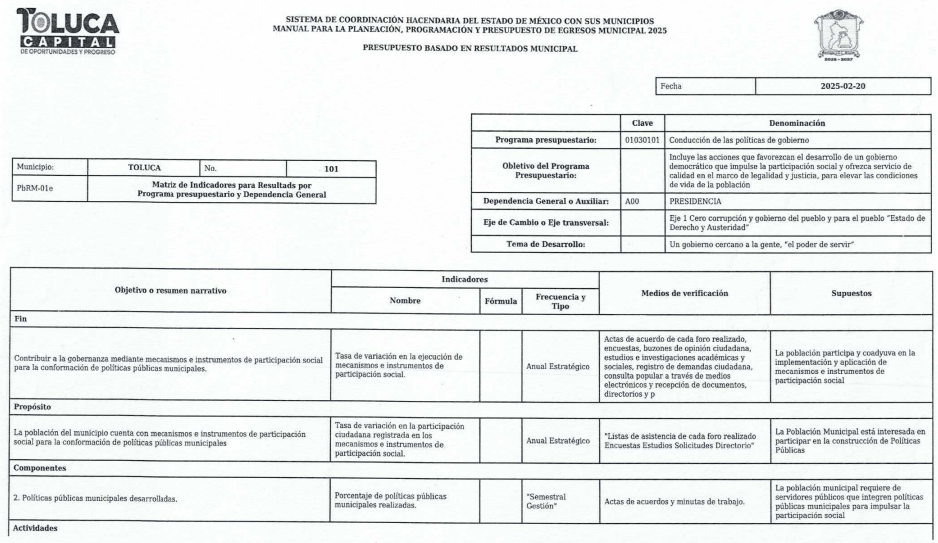 TOLUCA
CAPITAL
DE OPORTUNIDADES Y PROGRESO
SISTEMA DE COORDINACIÓN HACENDARIA DEL ESTADO DE MÉXICO CON SUS MUNICIPIOS
MANUAL PARA LA PLANEACIÓN, PROGRAMACIÓN Y PRESUPUESTO DE EGRESOS MUNICIPAL 2025
PRESUPUESTO BASADO EN RESULTADOS MUNICIPAL
Fecha 2025-02-20
Clave Denominación
Programa presupuestario: 01030101 Conducción de las políticas de gobierno
Obletivo del Programa
Presupuestario:
Incluye las acciones que favorezcan el desarrollo de un gobierno
democrático que impulse la participación social y ofrezca servicio de
calidad en el marco de legalidad y justicia, para elevar las condiciones
de vida de la población
Dependencia General o Auxiliar: A00 PRESIDENCIA
Eje de Cambio o Eje transversal:
Eje 1 Cero corrupción y gobierno del pueblo y para el pueblo "Estado de
Derecho y Austeridad"
Tema de Desarrollo: Un gobierno cercano a la gente, "el poder de servir"
Municipio: TOLUCA No. 101
PbRM-01e
Matriz de Indicadores para Resultads por
Programa presupuestario y Dependencia General
Objetivo o resumen narrativo
Indicadores
Nombre
Fórmula
Frecuencia y
Tipo
Medios de verificación
Supuestos
Fin
Contribuir a la gobernanza mediante mecanismos e instrumentos de participación social
para la conformación de políticas públicas municipales.
Tasa de variación en la ejecución de
mecanismos e instrumentos de
participación social.
Anual Estratégico
Actas de acuerdo de cada foro realizado,
encuestas, buzones de opinión ciudadana,
estudios e investigaciones académicas y
sociales, registro de demandas ciudadana,
consulta popular a través de medios
electrónicos y recepción de documentos,
directorios y p
La población participa y coadyuva en la
implementación y aplicación de
mecanismos e instrumentos de
participación social
Propósito
La población del municipio cuenta con mecanismos e instrumentos de participación
social para la conformación de políticas públicas municipales
Tasa de variación en la participación
ciudadana registrada en los
mecanismos e instrumentos de
participación social.
Anual Estratégico
"Listas de asistencia de cada foro realizado
Encuestas Estudios Solicitudes Directorio"
La Población Municipal está interesada en
participar en la construcción de Políticas
Públicas
Componentes
2. Políticas públicas municipales desarrolladas.
Porcentaje de políticas públicas
municipales realizadas.
"Semestral
Gestión"
Actas de acuerdos y minutas de trabajo.
La población municipal requiere de
servidores públicos que integren políticas
públicas municipales para impulsar la
participación social
Actividades